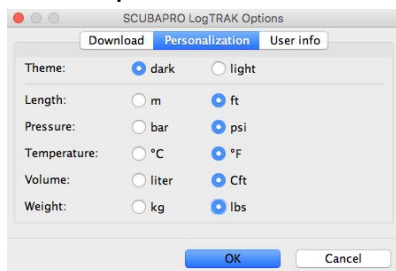 SCUBAPRO LogTRAK Options
Download Personalization User info
Theme: dark light
Length: m ft
Pressure: bar psi
Temperature: °C °F
Volume: liter Cft
Weight: kg lbs
OK Cancel